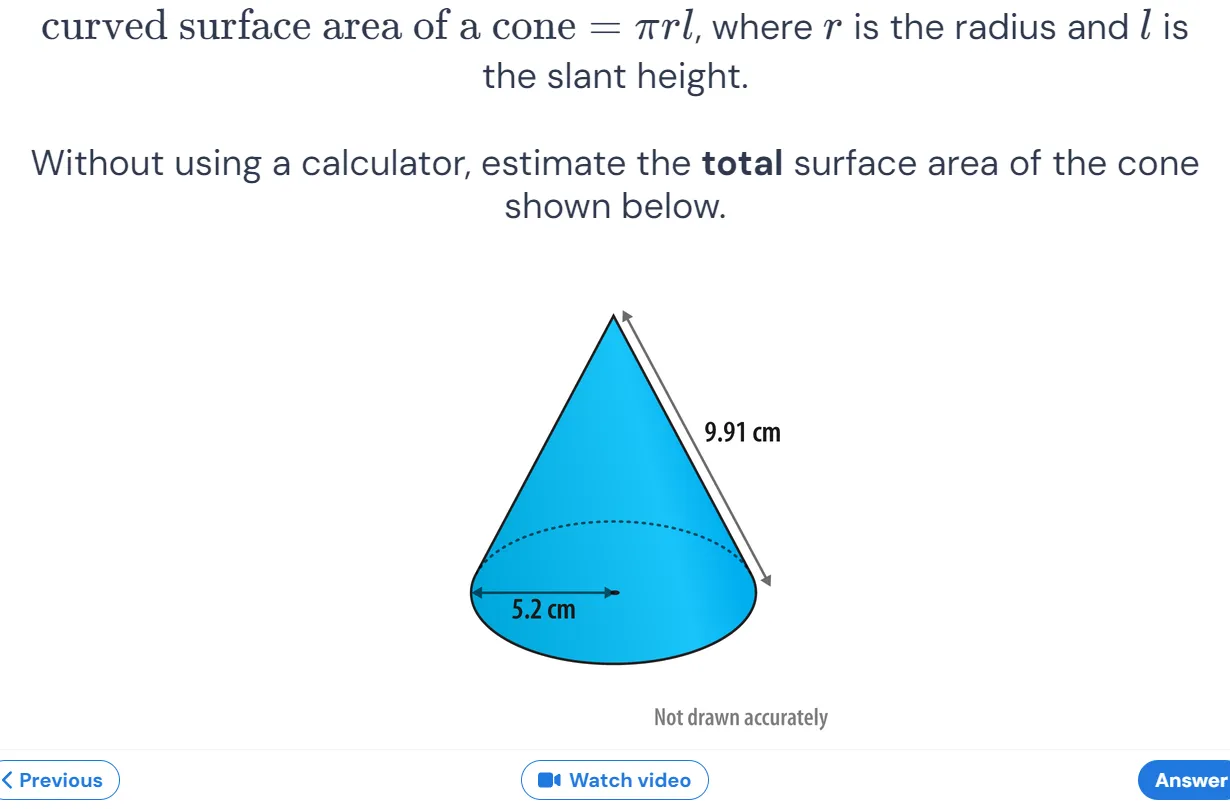 curved surface area of a cone = πrl, where r is the radius and l is
the slant height.
Without using a calculator, estimate the total surface area of the cone
shown below.
9.91 cm
5.2 cm
Not drawn accurately
Previous
Watch video
Answer